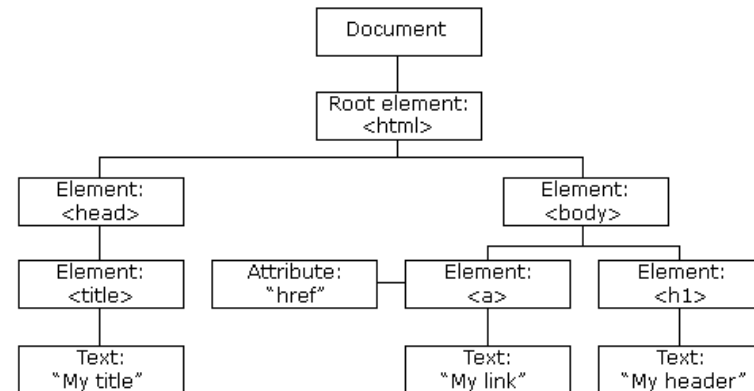 Document
Root element:
<html>
Element:
<head>
Element:
<body>
Element:
<title>
Attribute:
"href"
Element:
<a>
Element:
<h1>
Text:
"My title"
Text:
"My link"
Text:
"My header"